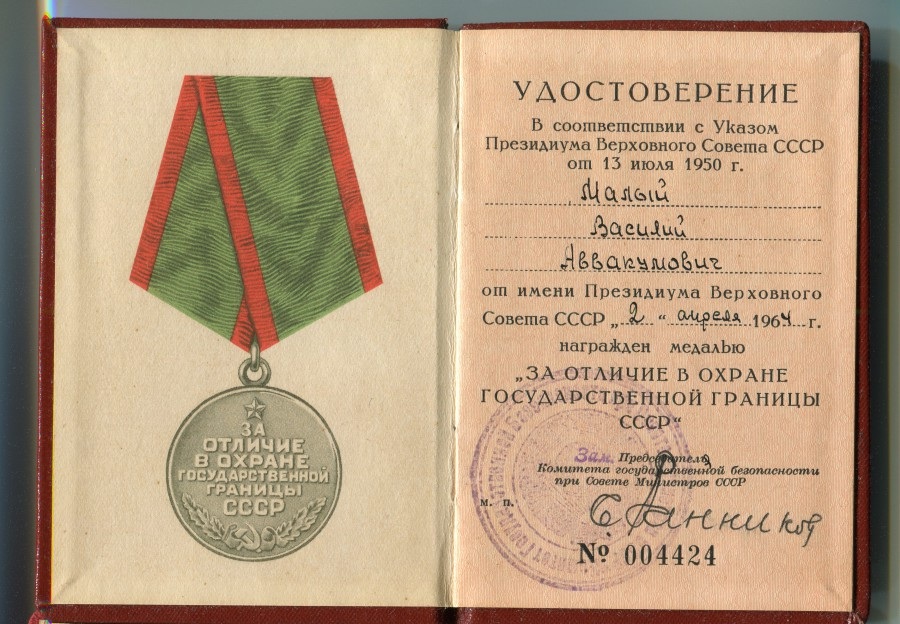 ЗА
ОТЛИЧИЕ
В ОХРАНЕ
ГОСУДАРСТВЕННОЙ
ГРАНИЦЫ
СССР
УДОСТОВЕРЕНИЕ
В соответствии с Указом
Президиума Верховного Совета СССР
от 13 июля 1950 г.
Малый
Василий
Аввакумович
от имени Президиума Верховного
Совета СССР „2“ апреля 1964 г.
награжден медалью
„ЗА ОТЛИЧИЕ В ОХРАНЕ
ГОСУДАРСТВЕННОЙ ГРАНИЦЫ
СССР“
Зам. Председателя
Комитета государственной безопасности
при Совете Министров СССР
м. п.
№ 004424